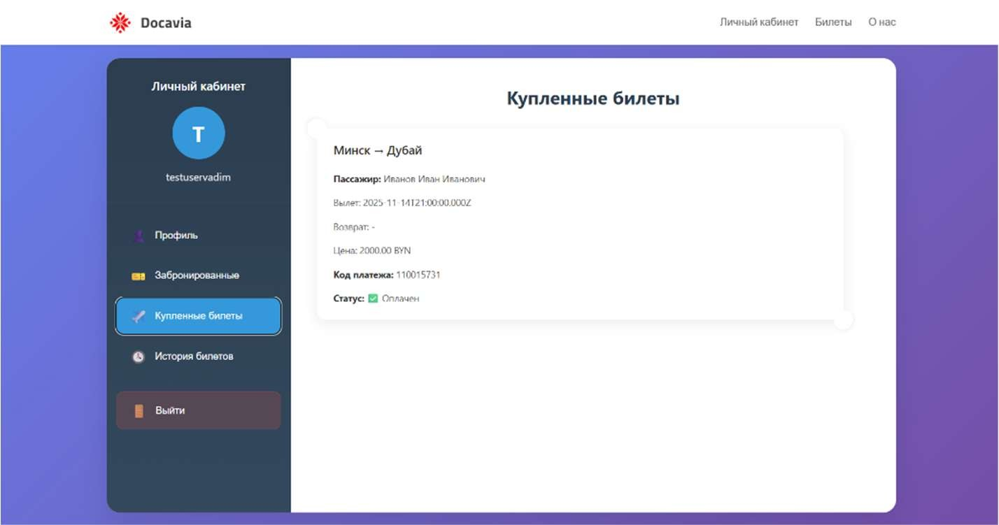 Docavia
Личный кабинет Билеты О нас
Личный кабинет
T
testuservadim
Профиль
Забронированные
Купленные билеты
История билетов
Выйти
Купленные билеты
Минск → Дубай
Пассажир: Иванов Иван Иванович
Вылет: 2025-11-14T21:00:00.000Z
Возврат: -
Цена: 2000.00 BYN
Код платежа: 110015731
Статус: ✅ Оплачен